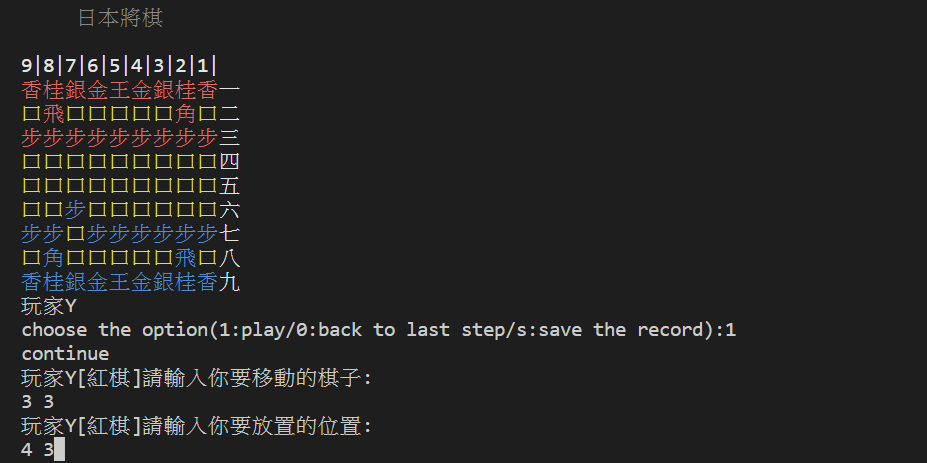 日本將棋
9|8|7|6|5|4|3|2|1|
香桂銀金王金銀桂香一
口飛口口口口口角口二
步步步步步步步步步三
口口口口口口口口口四
口口口口口口口口口五
口口步口口口口口口六
步步口步步步步步步七
口角口口口口口飛口八
香桂銀金王金銀桂香九
玩家Y
choose the option(1:play/0:back to last step/s:save the record):1
continue
玩家Y[紅棋]請輸入你要移動的棋子:
3 3
玩家Y[紅棋]請輸入你要放置的位置:
4 3